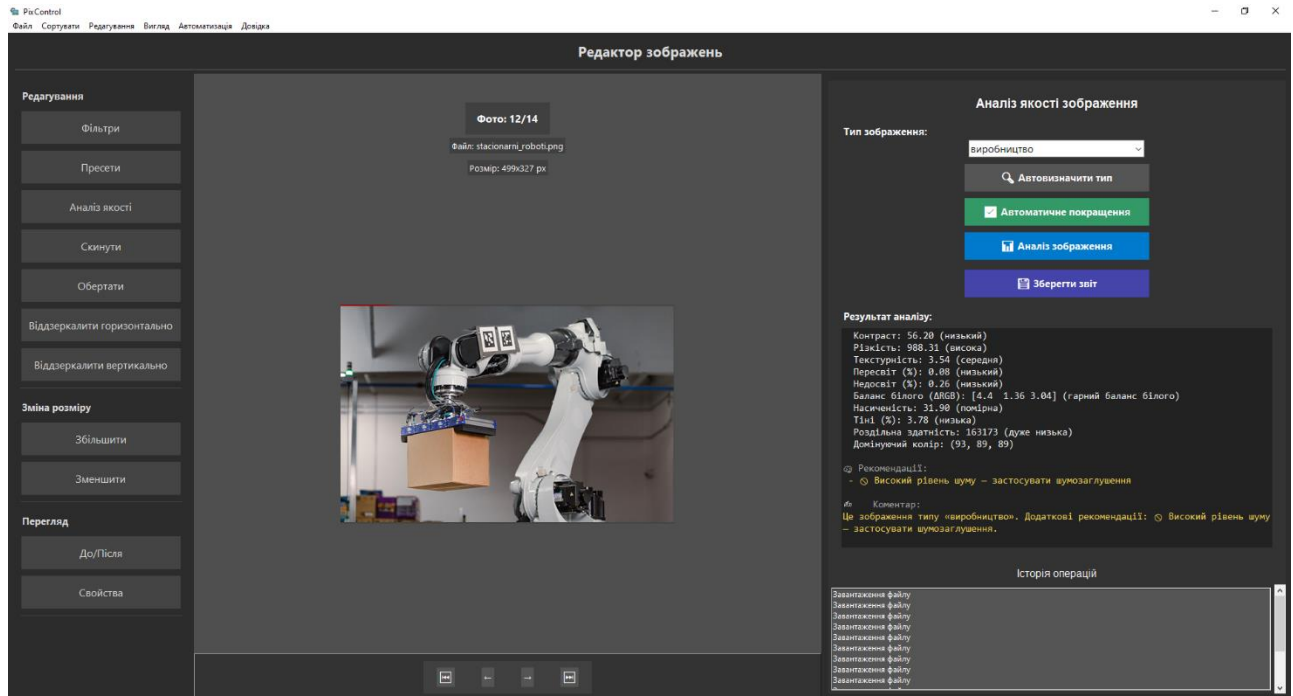 PixControl
Файл Сортувати Редагування Вигляд Автоматизація Довідка
Редактор зображень
Редагування
Фільтри
Пресети
Аналіз якості
Скинути
Обертати
Віддзеркалити горизонтально
Віддзеркалити вертикально
Зміна розміру
Збільшити
Зменшити
Перегляд
До/Після
Свойства
Фото: 12/14
Файл: stacionarni_roboti.png
Розмір: 499x327 px
Аналіз якості зображення
Тип зображення:
виробництво
Автовизначити тип
Автоматичне покращення
Аналіз зображення
Зберегти звіт
Результат аналізу:
Контраст: 56.20 (низький)
Різкість: 988.31 (висока)
Текстурність: 3.54 (середня)
Пересвіт (%): 0.08 (низький)
Недосвіт (%): 0.26 (низький)
Баланс білого (ΔRGB): [4.4 1.36 3.04] (гарний баланс білого)
Насиченість: 31.90 (помірна)
Тіні (%): 3.78 (низька)
Роздільна здатність: 163173 (дуже низька)
Домінуючий колір: (93, 89, 89)
Рекомендації:
- Високий рівень шуму — застосувати шумозаглушення
Коментар:
Це зображення типу «виробництво». Додаткові рекомендації: Високий рівень шуму
— застосувати шумозаглушення.
Історія операцій
Завантаження файлу
Завантаження файлу
Завантаження файлу
Завантаження файлу
Завантаження файлу
Завантаження файлу
Завантаження файлу
Завантаження файлу
Завантаження файлу